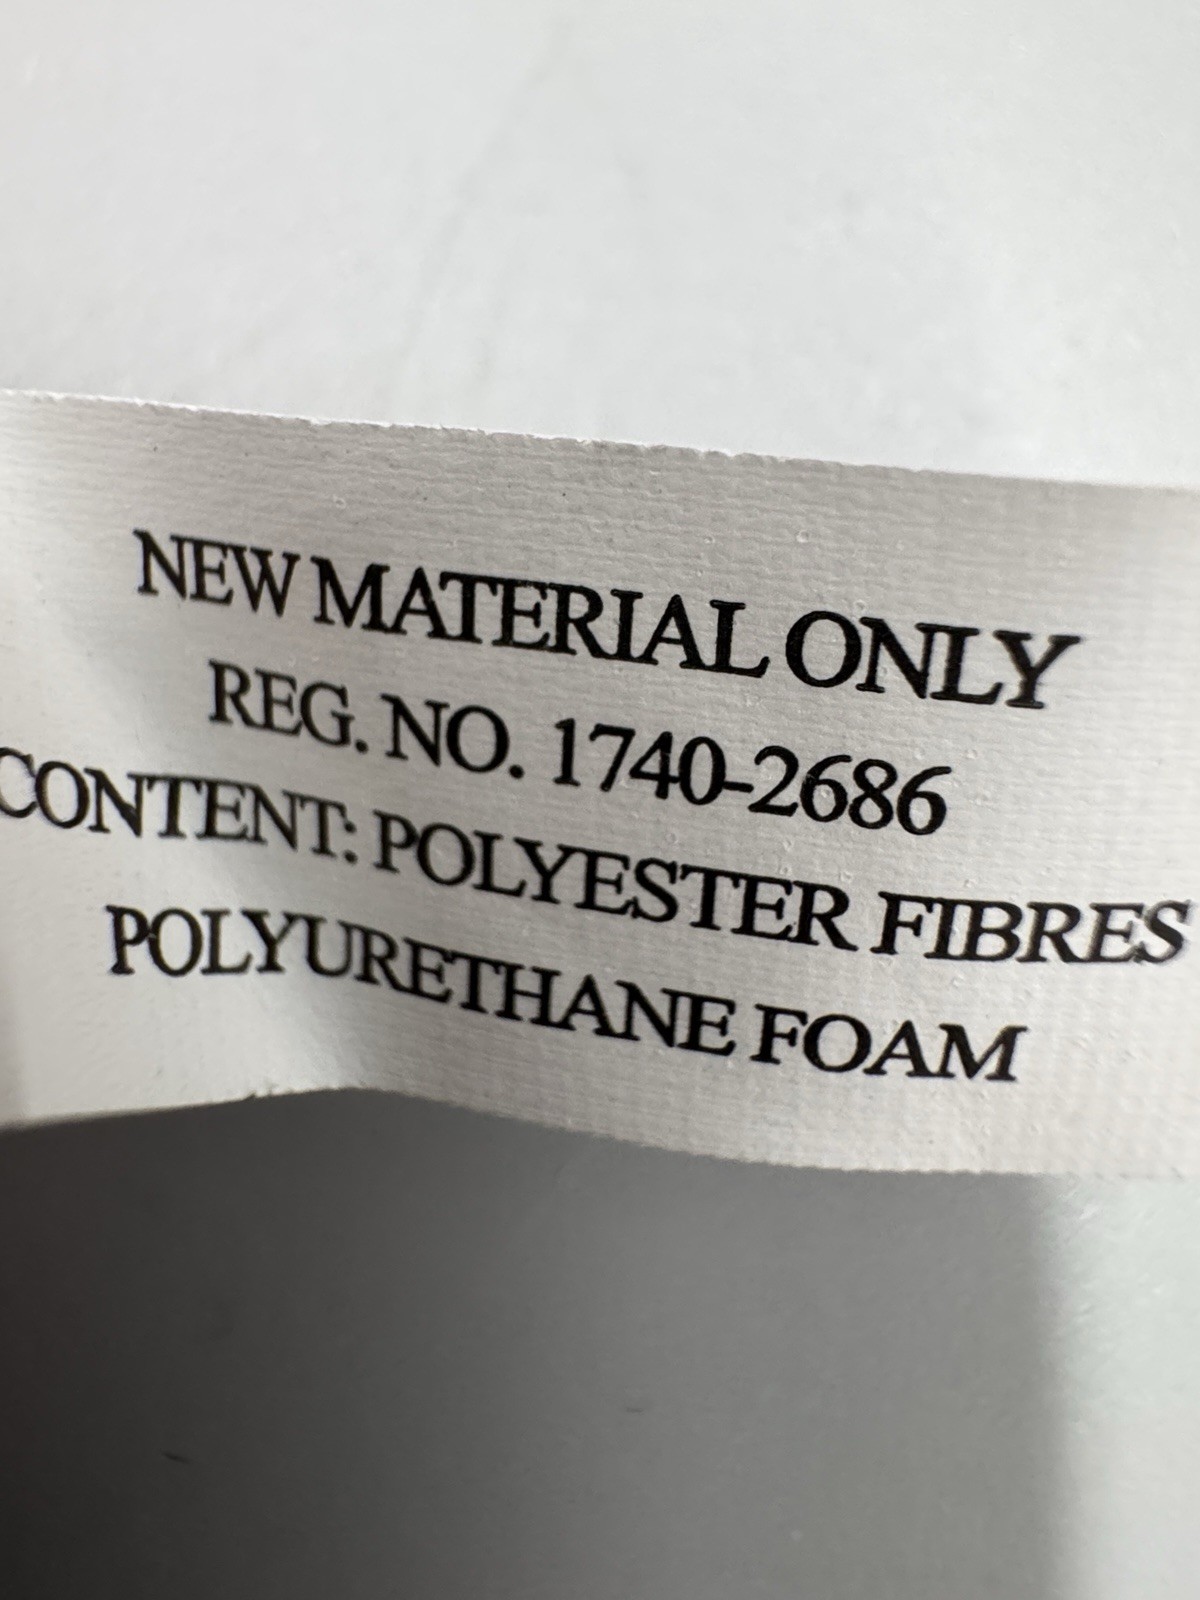 NEW MATERIAL ONLY
REG. NO. 1740-2686
CONTENT: POLYESTER FIBRES
POLYURETHANE FOAM